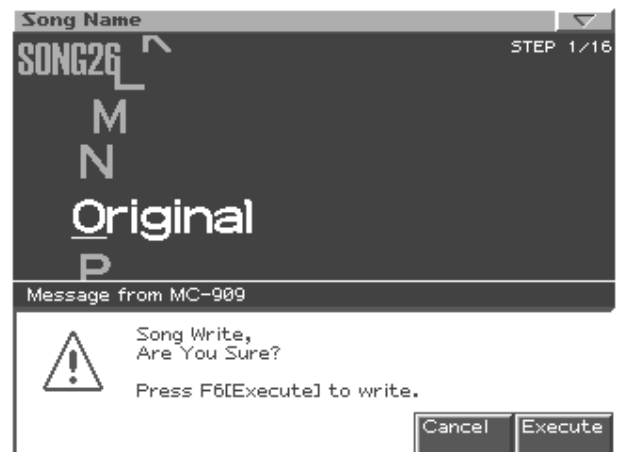 Song Name
SONG26
STEP 1/16
L
M
N
Original
P
Message from MC-909
Song Write,
Are You Sure?
Press F6[Execute] to write.
Cancel
Execute